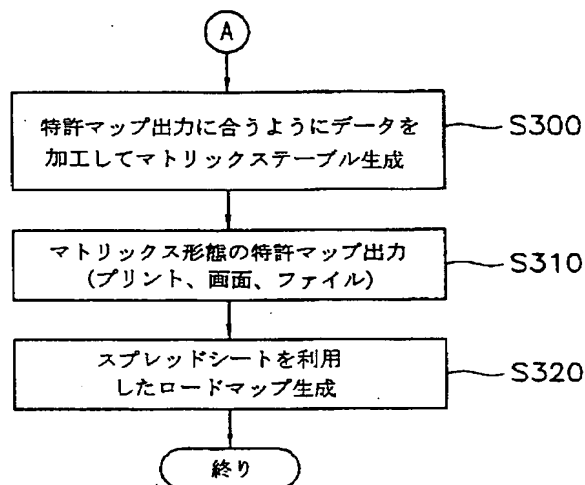 A
特許マップ出力に合うようにデータを
加工してマトリックステーブル生成
S300
マトリックス形態の特許マップ出力
(プリント、画面、ファイル)
S310
スプレッドシートを利用
したロードマップ生成
S320
終り